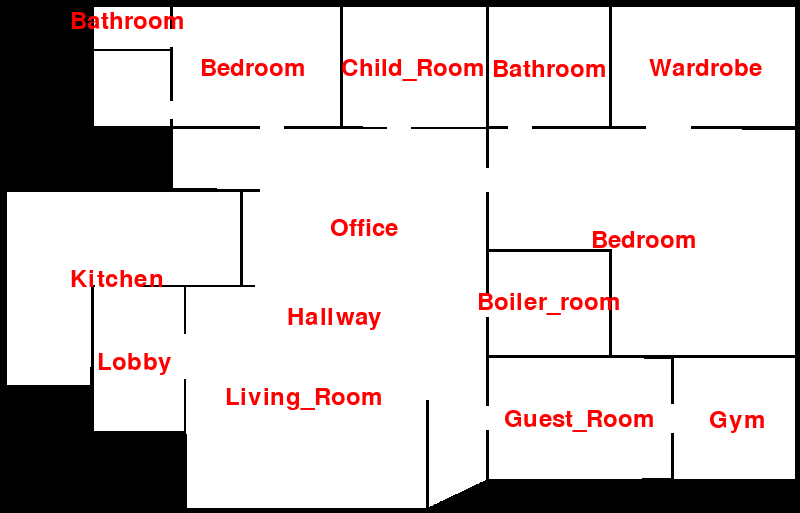 Bathroom
Bedroom
Child_Room
Bathroom
Wardrobe
Office
Bedroom
Kitchen
Boiler_room
Hallway
Lobby
Living_Room
Guest_Room
Gym